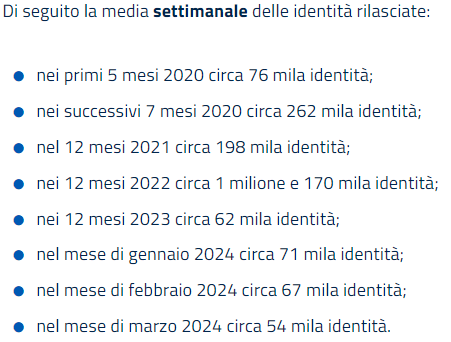 Di seguito la media settimanale delle identità rilasciate:
nei primi 5 mesi 2020 circa 76 mila identità;
nei successivi 7 mesi 2020 circa 262 mila identità;
nel 12 mesi 2021 circa 198 mila identità;
nei 12 mesi 2022 circa 1 milione e 170 mila identità;
nei 12 mesi 2023 circa 62 mila identità;
nel mese di gennaio 2024 circa 71 mila identità;
nel mese di febbraio 2024 circa 67 mila identità;
nel mese di marzo 2024 circa 54 mila identità.